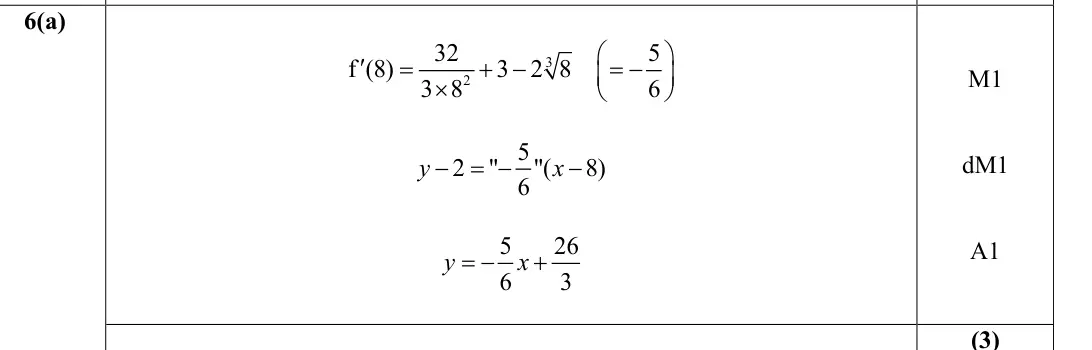 6(a)
f′(8) = 32/(3×8²) + 3 − 2∛8 (= −5/6)
M1
y − 2 = "−5/6"(x − 8)
dM1
y = −5/6 x + 26/3
A1
(3)